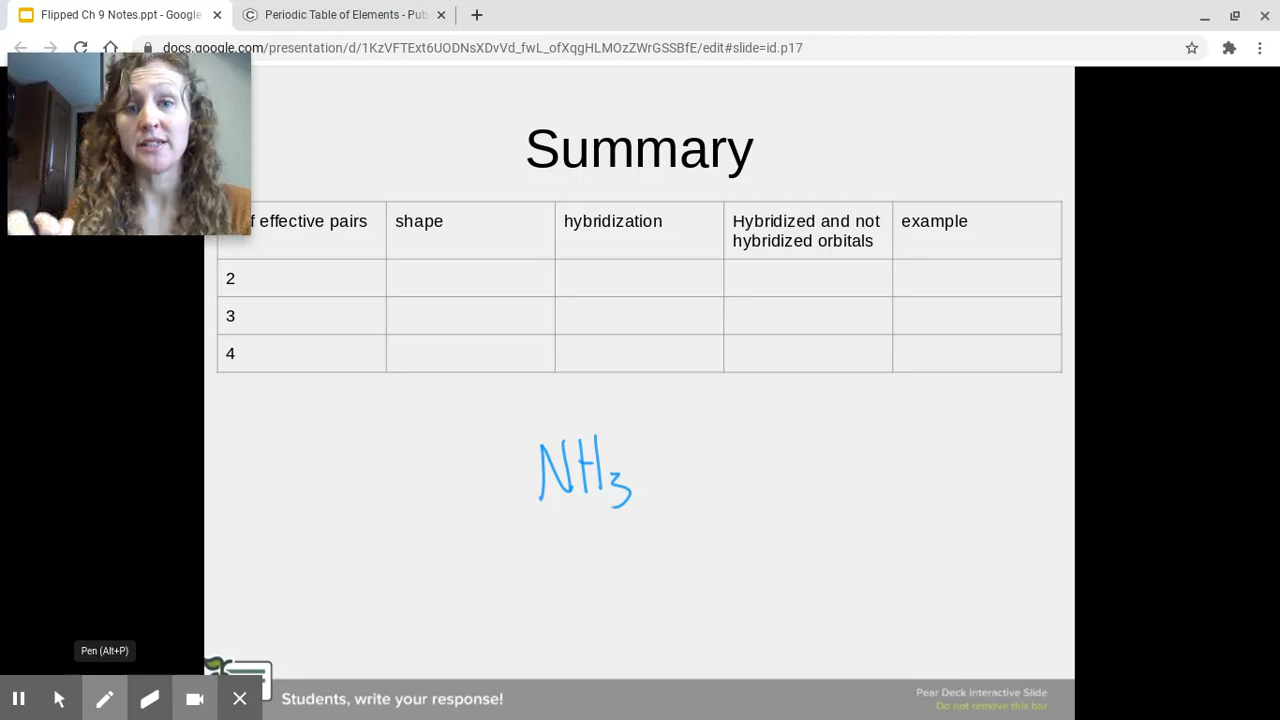 Flipped Ch 9 Notes.ppt - Google
Periodic Table of Elements - Pub
docs.google.com/presentation/d/1KzVFTExt6UODNsXDvVd_fwL_ofXqgHLMOzZWrGSSBfE/edit#slide=id.p17
Summary
effective pairs shape hybridization Hybridized and not hybridized orbitals example
2
3
4
NH3
Pen (Alt+P)
Students, write your response!
Pear Deck Interactive Slide
Do not remove this bar